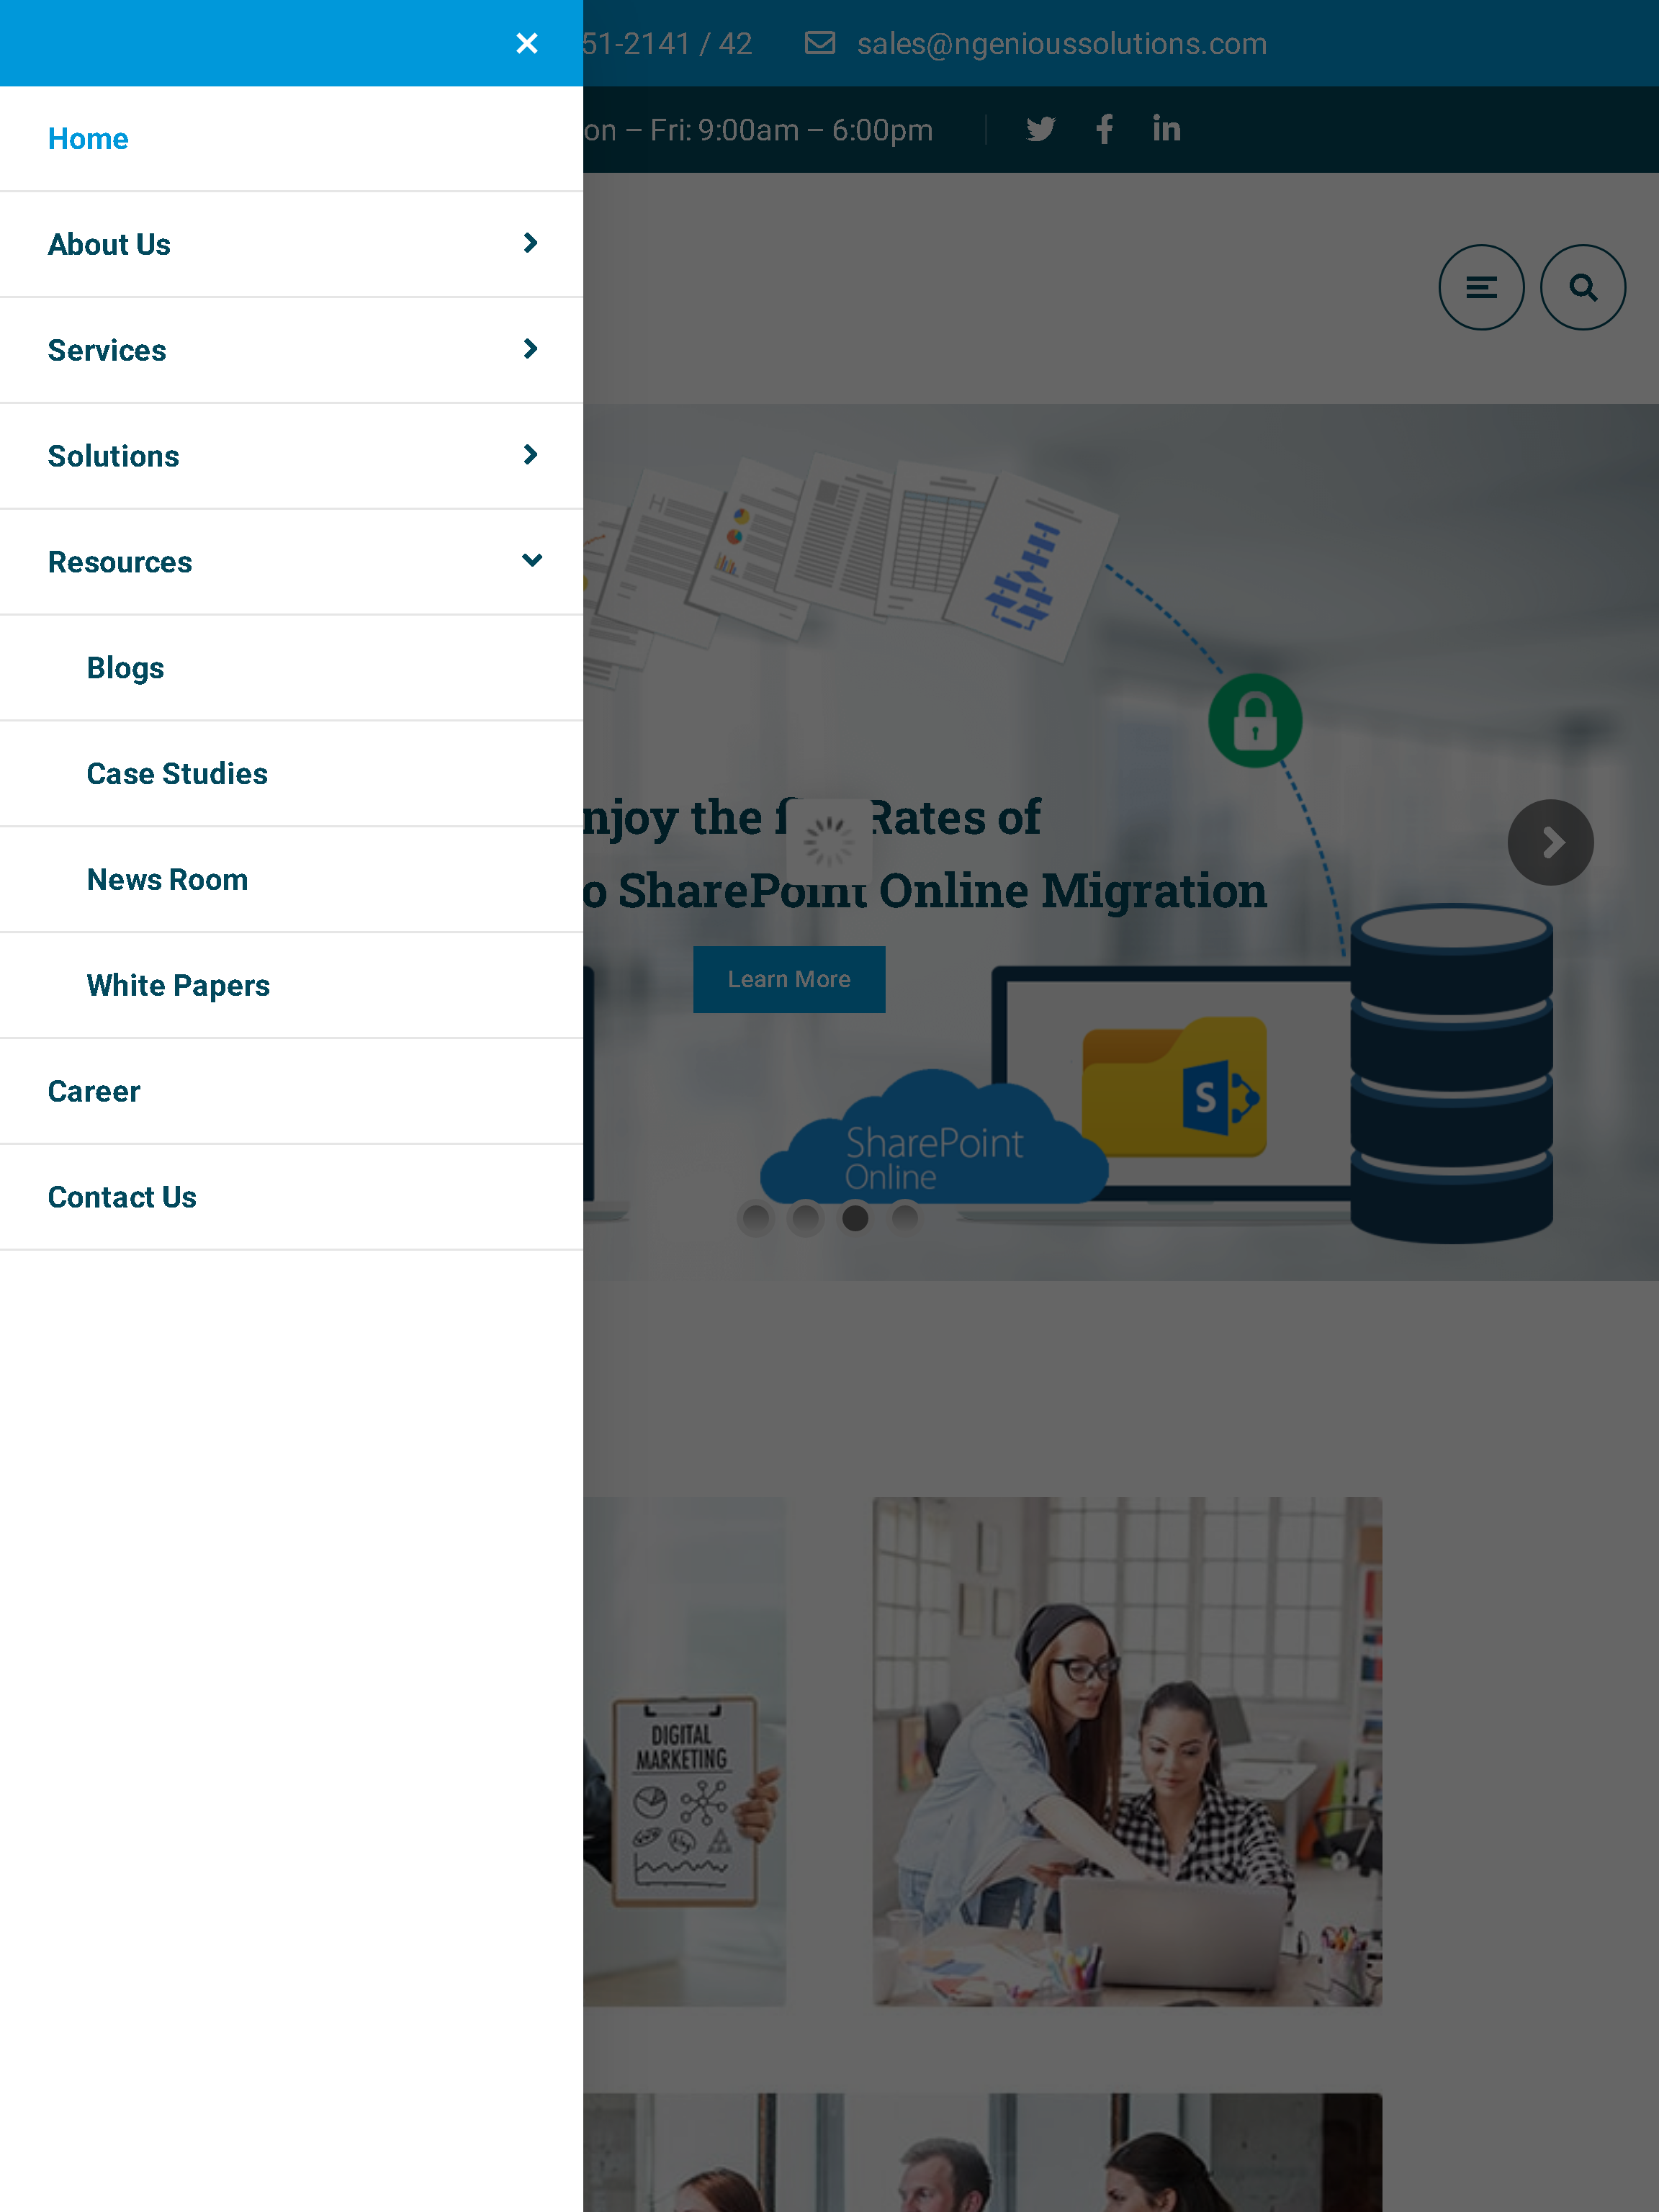 51-2141 / 42 sales@ngenioussolutions.com
Home
on – Fri: 9:00am – 6:00pm
About Us
Services
Solutions
Resources
Blogs
Case Studies
News Room
White Papers
Career
Contact Us
njoy the Rates of
o SharePoint Online Migration
Learn More
S
SharePoint
Online
DIGITAL
MARKETING